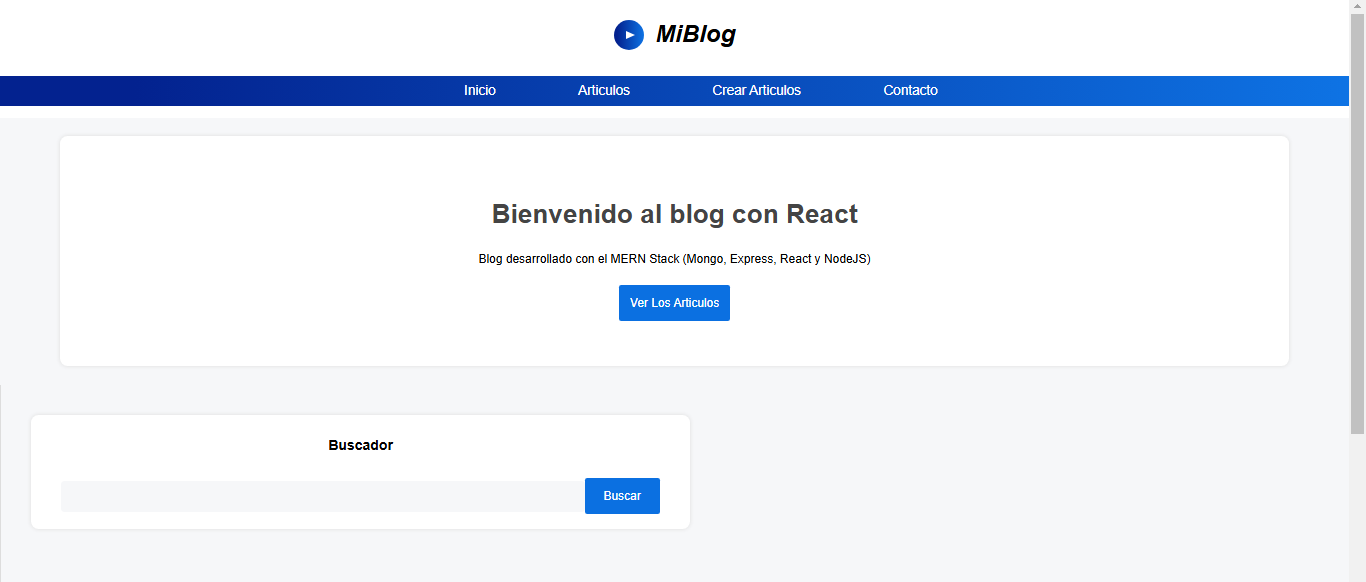 MiBlog
Inicio Articulos Crear Articulos Contacto
Bienvenido al blog con React
Blog desarrollado con el MERN Stack (Mongo, Express, React y NodeJS)
Ver Los Articulos
Buscador
Buscar